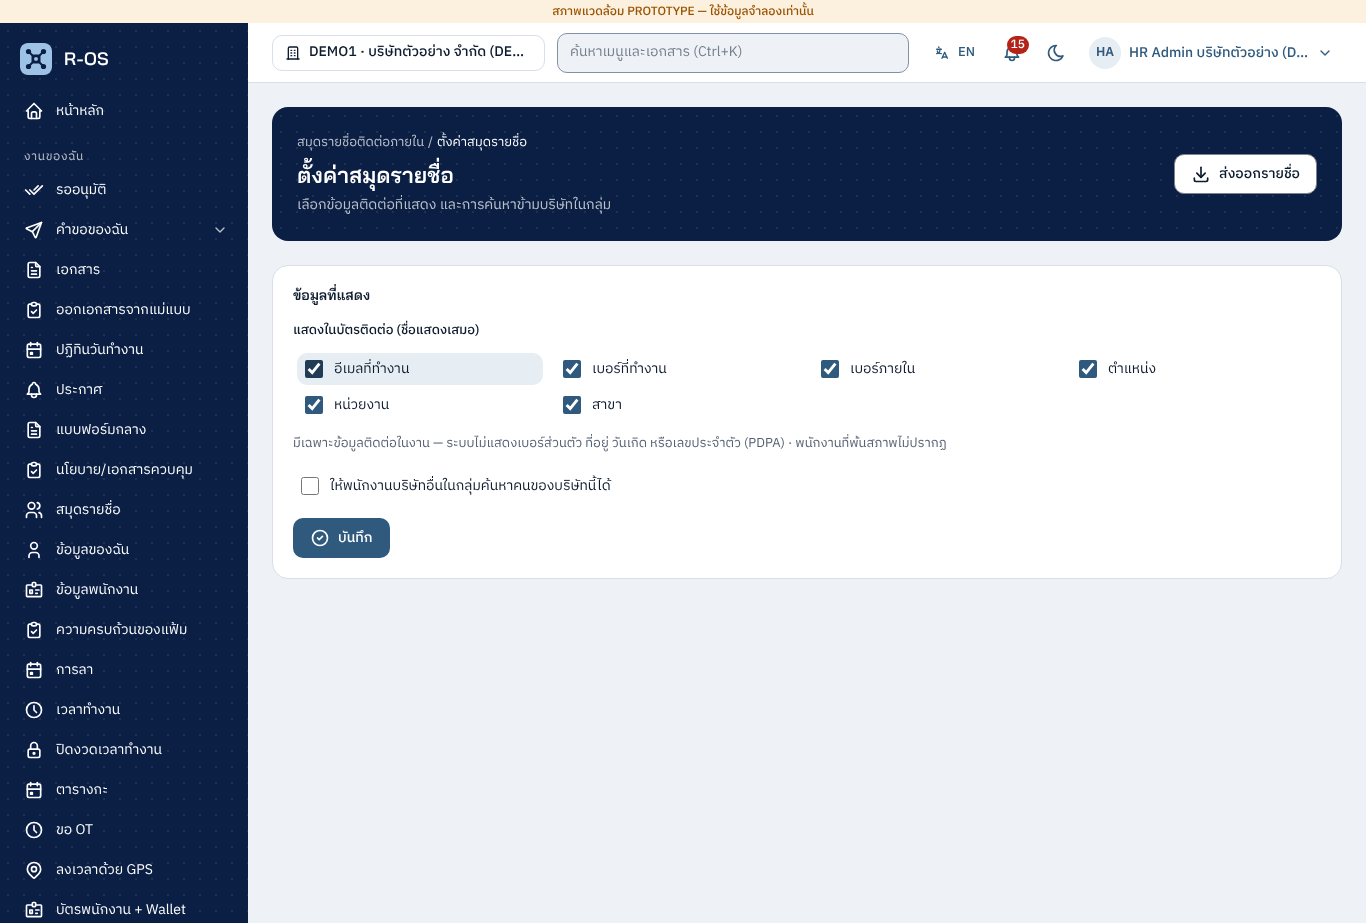 สภาพแวดล้อม PROTOTYPE — ใช้ข้อมูลจำลองเท่านั้น
R-OS
หน้าหลัก
งานของฉัน
รออนุมัติ
คำขอของฉัน
เอกสาร
ออกเอกสารจากแม่แบบ
ปฏิทินวันทำงาน
ประกาศ
แบบฟอร์มกลาง
นโยบาย/เอกสารควบคุม
สมุดรายชื่อ
ข้อมูลของฉัน
ข้อมูลพนักงาน
ความครบถ้วนของแฟ้ม
การลา
เวลาทำงาน
ปิดงวดเวลาทำงาน
ตารางกะ
ขอ OT
ลงเวลาด้วย GPS
บัตรพนักงาน + Wallet
DEMO1 · บริษัทตัวอย่าง จำกัด (DE...
ค้นหาเมนูและเอกสาร (Ctrl+K)
EN
15
HA
HR Admin บริษัทตัวอย่าง (D...
สมุดรายชื่อติดต่อภายใน / ตั้งค่าสมุดรายชื่อ
ตั้งค่าสมุดรายชื่อ
เลือกข้อมูลติดต่อที่แสดง และการค้นหาข้ามบริษัทในกลุ่ม
ส่งออกรายชื่อ
ข้อมูลที่แสดง
แสดงในบัตรติดต่อ (ชื่อแสดงเสมอ)
อีเมลที่ทำงาน
เบอร์ที่ทำงาน
เบอร์ภายใน
ตำแหน่ง
หน่วยงาน
สาขา
มีเฉพาะข้อมูลติดต่อในงาน — ระบบไม่แสดงเบอร์ส่วนตัว ที่อยู่ วันเกิด หรือเลขประจำตัว (PDPA) · พนักงานที่พ้นสภาพไม่ปรากฏ
ให้พนักงานบริษัทอื่นในกลุ่มค้นหาคนของบริษัทนี้ได้
บันทึก